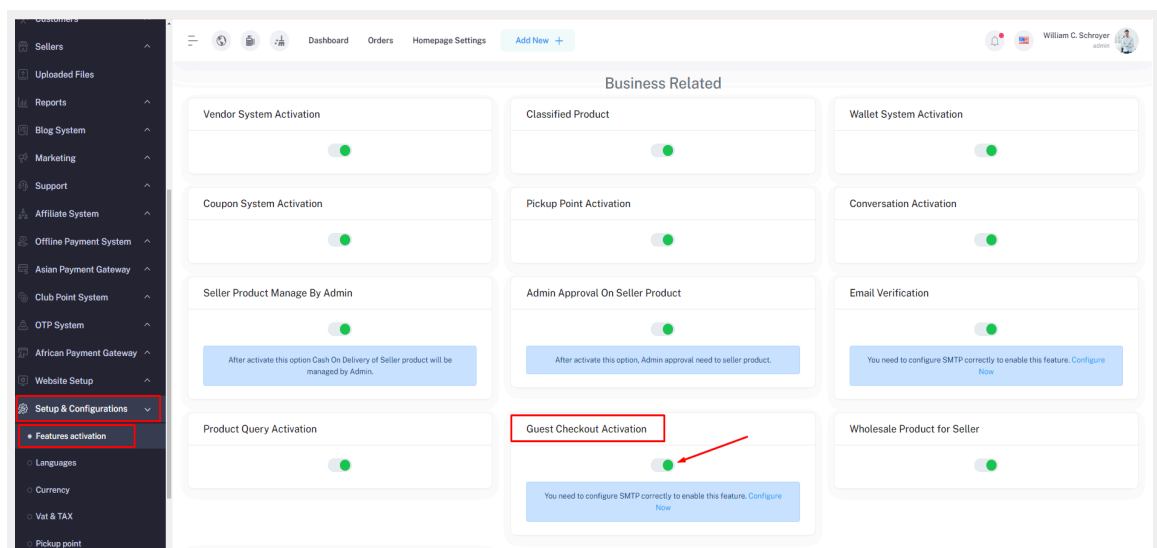 Customers
Sellers
Uploaded Files
Reports
Blog System
Marketing
Support
Affiliate System
Offline Payment System
Asian Payment Gateway
Club Point System
OTP System
African Payment Gateway
Website Setup
Setup & Configurations
Features activation
Languages
Currency
Vat & TAX
Pickup point
Dashboard Orders Homepage Settings Add New +
William C. Schroyer
admin
Business Related
Vendor System Activation
Classified Product
Wallet System Activation
Coupon System Activation
Pickup Point Activation
Conversation Activation
Seller Product Manage By Admin
After activate this option Cash On Delivery of Seller product will be
managed by Admin.
Admin Approval On Seller Product
After activate this option, Admin approval need to seller product.
Email Verification
You need to configure SMTP correctly to enable this feature. Configure
Now
Product Query Activation
Guest Checkout Activation
You need to configure SMTP correctly to enable this feature. Configure
Now
Wholesale Product for Seller